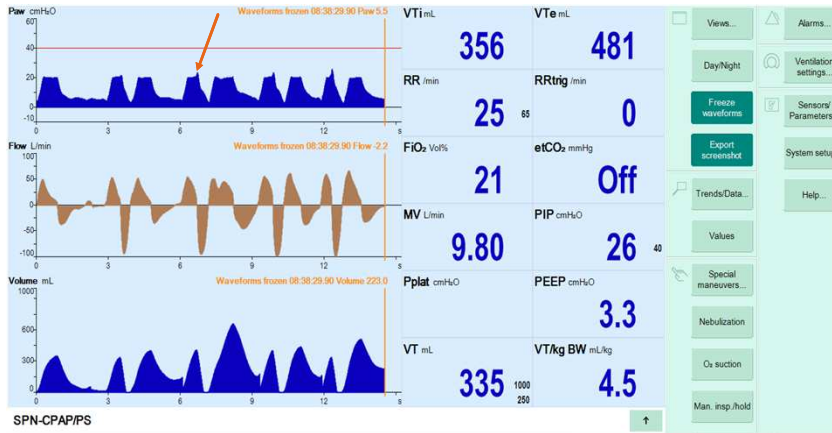 Paw cmH₂O
Waveforms frozen 08:38:29.90 Paw 5.5
60
40
20
0
-10
0
3
6
9
12
s
Flow L/min
Waveforms frozen 08:38:29.90 Flow -2.2
100
50
0
-50
-100
0
3
6
9
12
s
Volume mL
Waveforms frozen 08:38:29.90 Volume 223.0
1000
600
300
0
0
3
6
9
12
s
SPN-CPAP/PS
VTi mL
356
VTe mL
481
RR /min
25
65
RRtrig /min
0
FiO₂ Vol%
21
etCO₂ mmHg
Off
MV L/min
9.80
PIP cmH₂O
26
40
Pplat cmH₂O
PEEP cmH₂O
3.3
VT mL
335
1000
250
VT/kg BW mL/kg
4.5
Views...
Day/Night
Freeze
waveforms
Export
screenshot
Trends/Data...
Values
Special
maneuvers...
Nebulization
O₂ suction
Man. insp./hold
Alarms...
Ventilation
settings...
Sensors/
Parameters
System setup
Help...